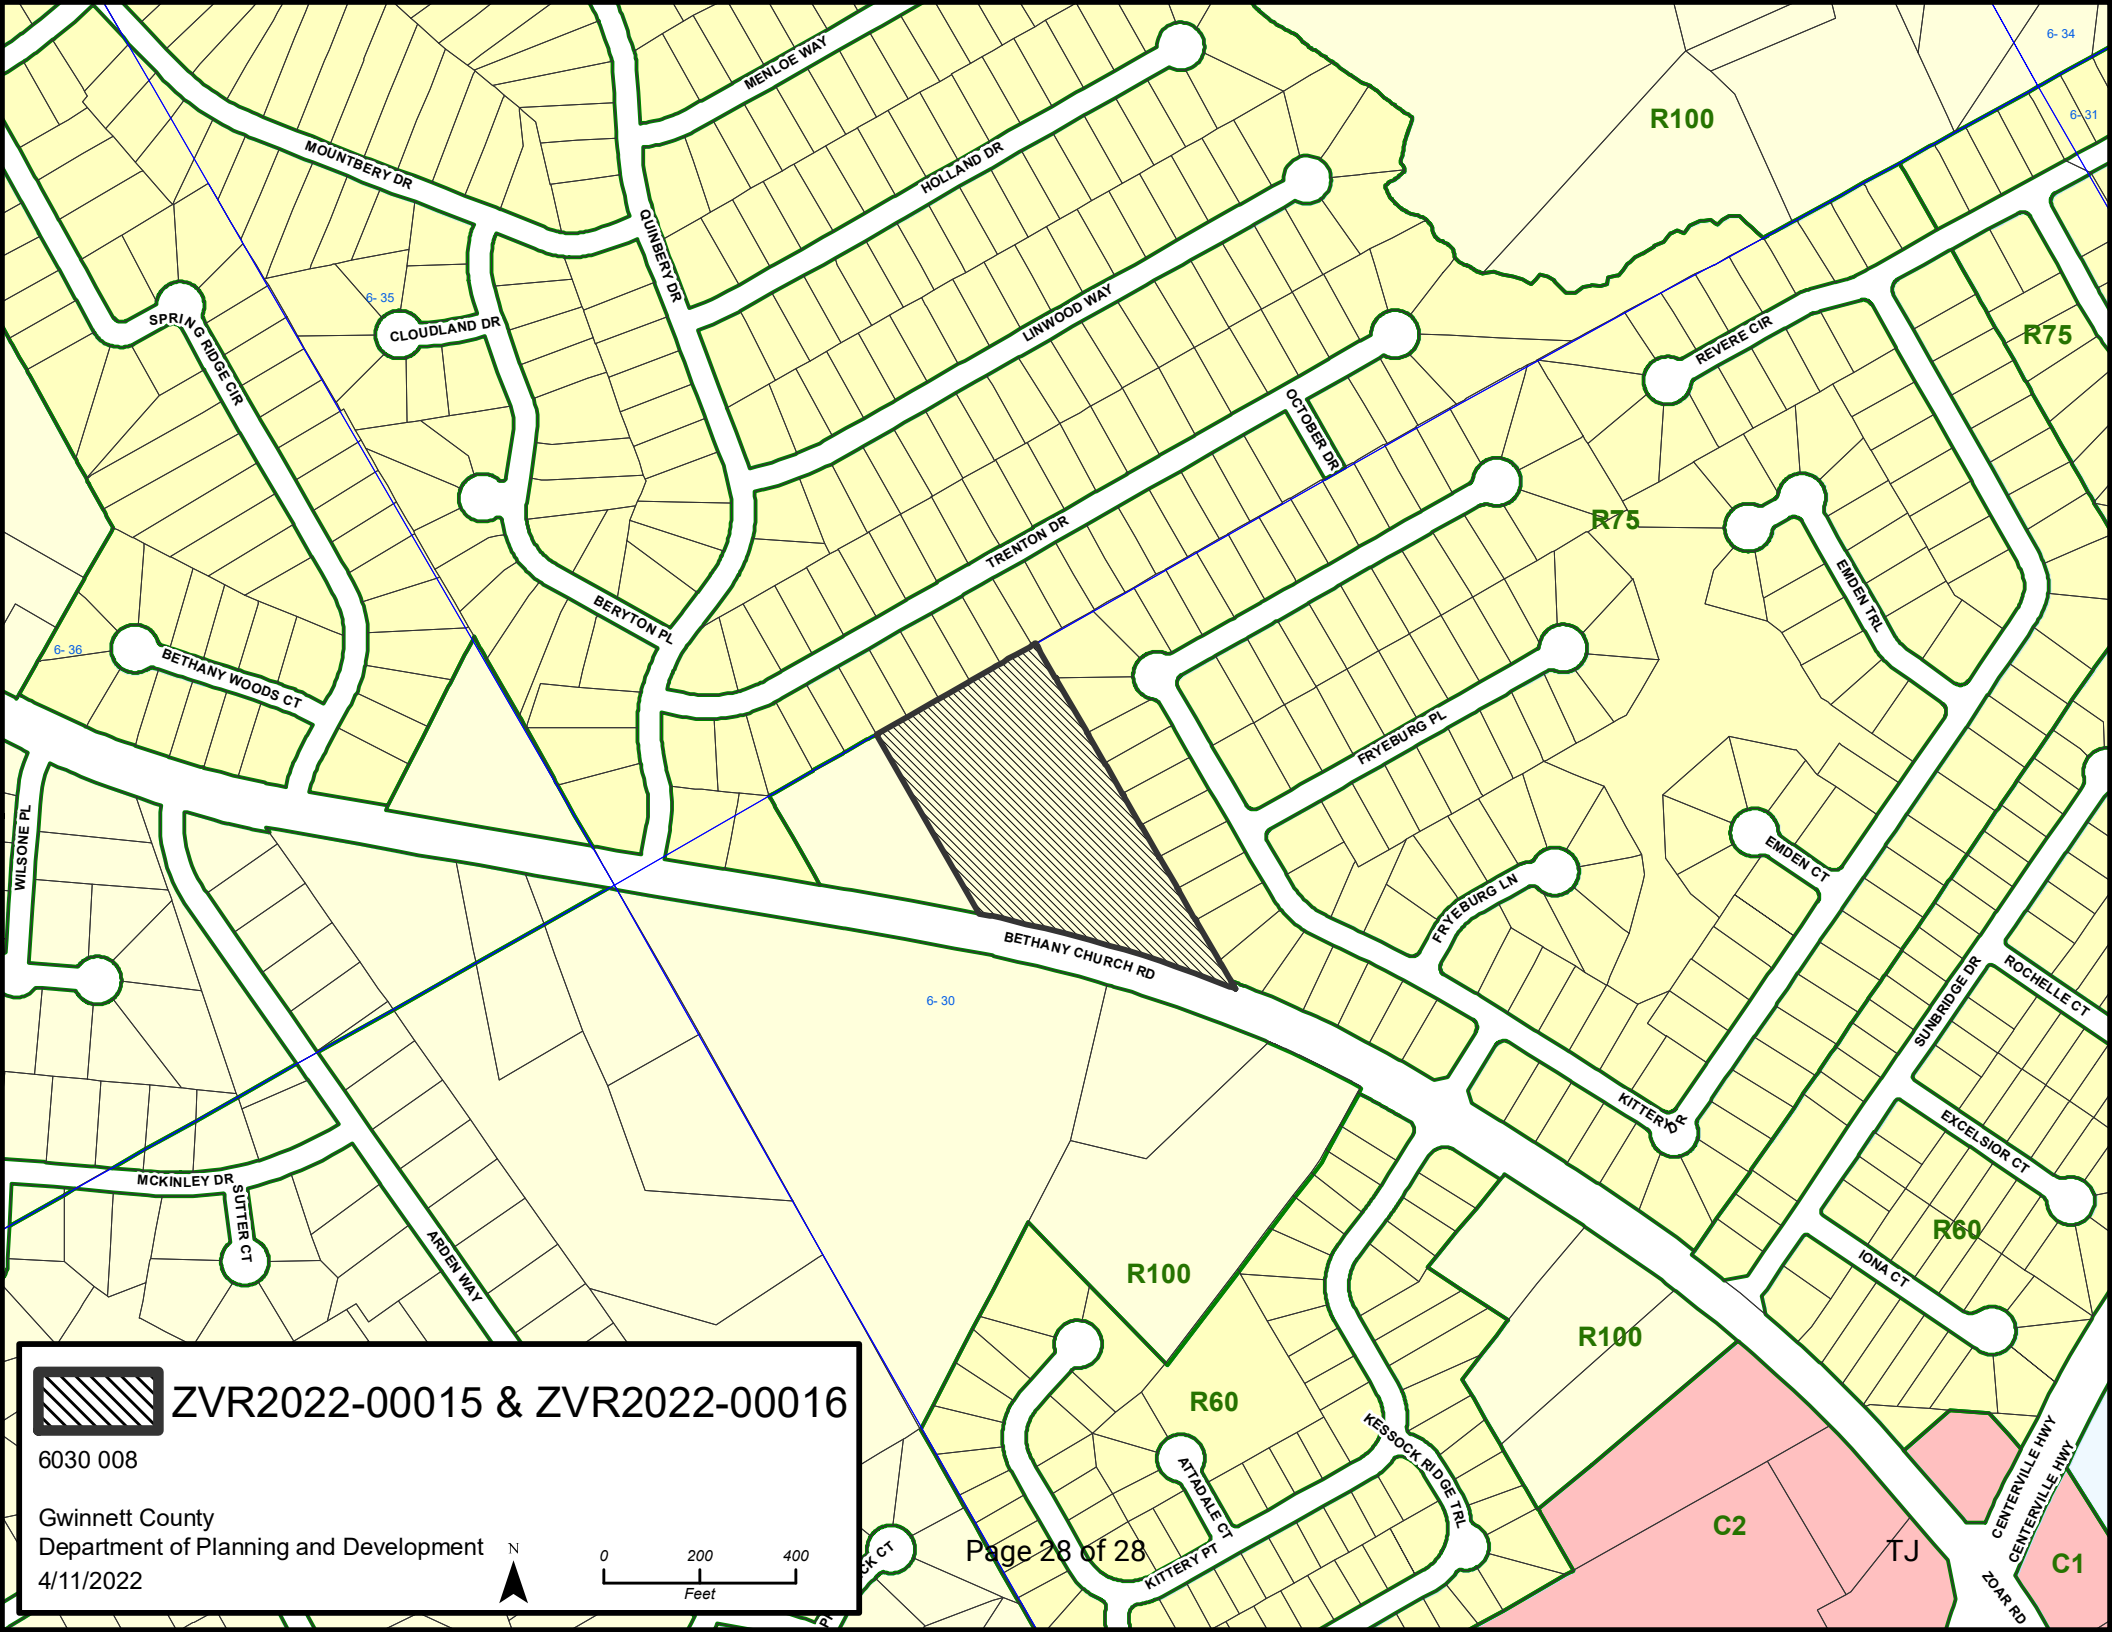 6- 34
MENLOE WAY
6- 31
R100
MOUNTBERY DR
HOLLAND DR
QUINBERY DR
6- 35
LINWOOD WAY
SPRING RIDGE CIR
CLOUDLAND DR
REVERE CIR
R75
OCTOBER DR
R75
TRENTON DR
EMDEN TRL
BERYTON PL
6- 36
BETHANY WOODS CT
FRYEBURG PL
WILSONE PL
EMDEN CT
FRYEBURG LN
BETHANY CHURCH RD
6- 30
SUNBRIDGE DR
ROCHELLE CT
KITTERY DR
EXCELSIOR CT
MCKINLEY DR
SUTTER CT
ARDEN WAY
R60
IONA CT
R100
R100
R60
KESSOCK RIDGE TRL
ATTADALE CT
KITTERY PT
CENTERVILLE HWY
CENTERVILLE HWY
C2
C1
ZOAR RD
TJ
CK CT
ZVR2022-00015 & ZVR2022-00016
6030 008
Gwinnett County
Department of Planning and Development
4/11/2022
N
0 200 400
Feet
Page 28 of 28